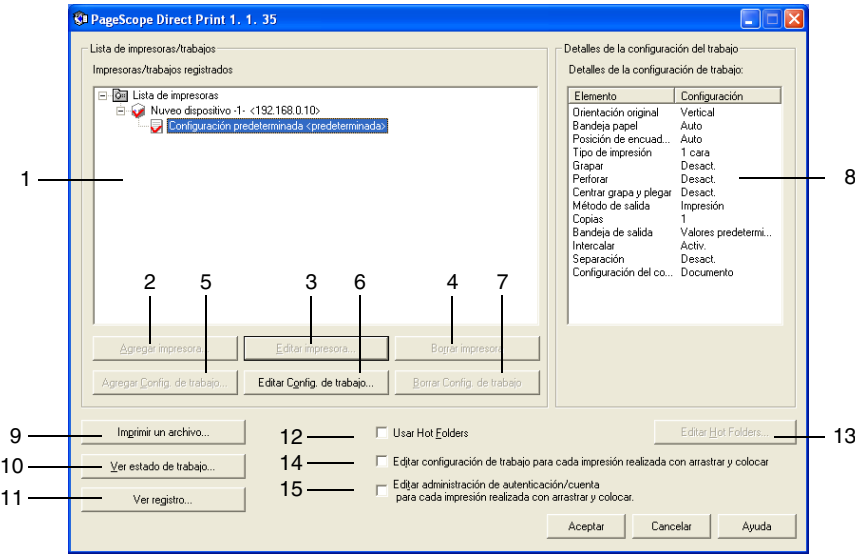 PageScope Direct Print 1. 1. 35
Lista de impresoras/trabajos
Impresoras/trabajos registrados
Lista de impresoras
Nuveo dispositivo -1- <192.168.0.10>
Configuración predeterminada <predeterminada>
1
2
5
3
6
4
7
Agregar impresora...
Editar impresora...
Borrar impresora
Agregar Config. de trabajo...
Editar Config. de trabajo...
Borrar Config. de trabajo
Detalles de la configuración del trabajo
Detalles de la configuración de trabajo:
Elemento Configuración
Orientación original Vertical
Bandeja papel Auto
Posición de encuad... Auto
Tipo de impresión 1 cara
Grapar Desact.
Perforar Desact.
Centrar grapa y plegar Desact.
Método de salida Impresión
Copias 1
Bandeja de salida Valores predetermi...
Intercalar Activ.
Separación Desact.
Configuración del co... Documento
8
9 Imprimir un archivo...
10 Ver estado de trabajo...
11 Ver registro...
12 Usar Hot Folders
Editar Hot Folders... 13
14 Editar configuración de trabajo para cada impresión realizada con arrastrar y colocar
15 Editar administración de autenticación/cuenta
para cada impresión realizada con arrastrar y colocar.
Aceptar Cancelar Ayuda